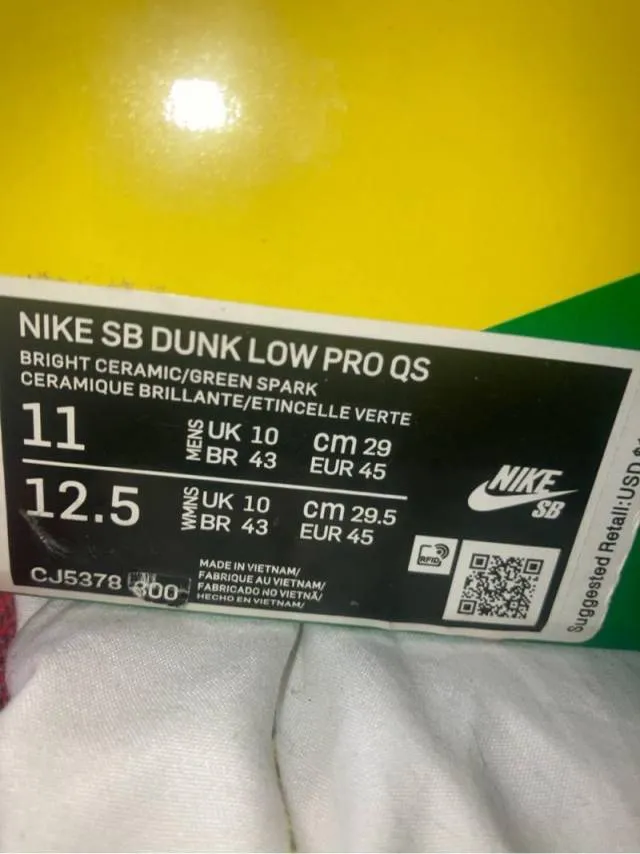 NIKE SB DUNK LOW PRO QS
BRIGHT CERAMIC/GREEN SPARK
CERAMIQUE BRILLANTE/ETINCELLE VERTE
11
MENS
UK 10
BR 43
cm 29
EUR 45
12.5
WMNS
UK 10
BR 43
cm 29.5
EUR 45
NIKE
SB
RFID
CJ5378 300
MADE IN VIETNAM/
FABRIQUE AU VIETNAM/
FABRICADO NO VIETNÃ/
HECHO EN VIETNAM/
Suggested Retail:USD